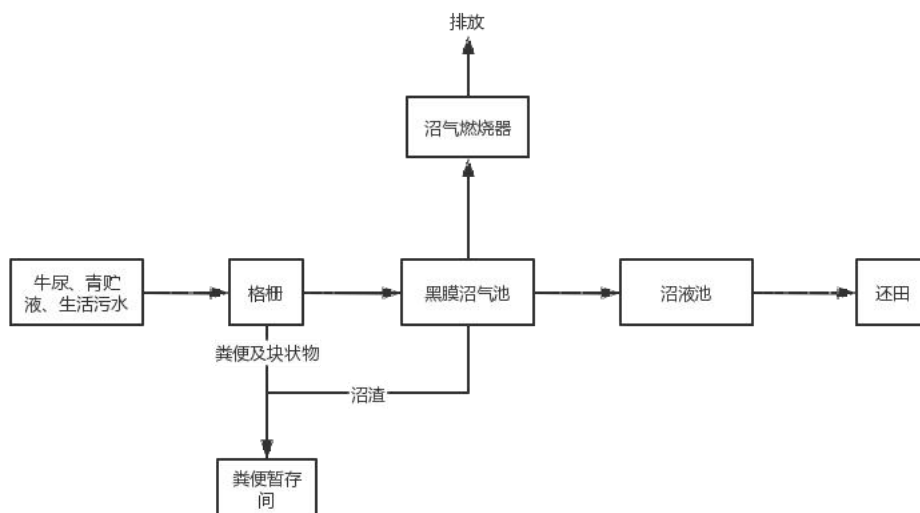 排放
沼气燃烧器
牛尿、青贮
液、生活污水
格栅
黑膜沼气池
沼液池
还田
粪便及块状物
沼渣
粪便暂存
间